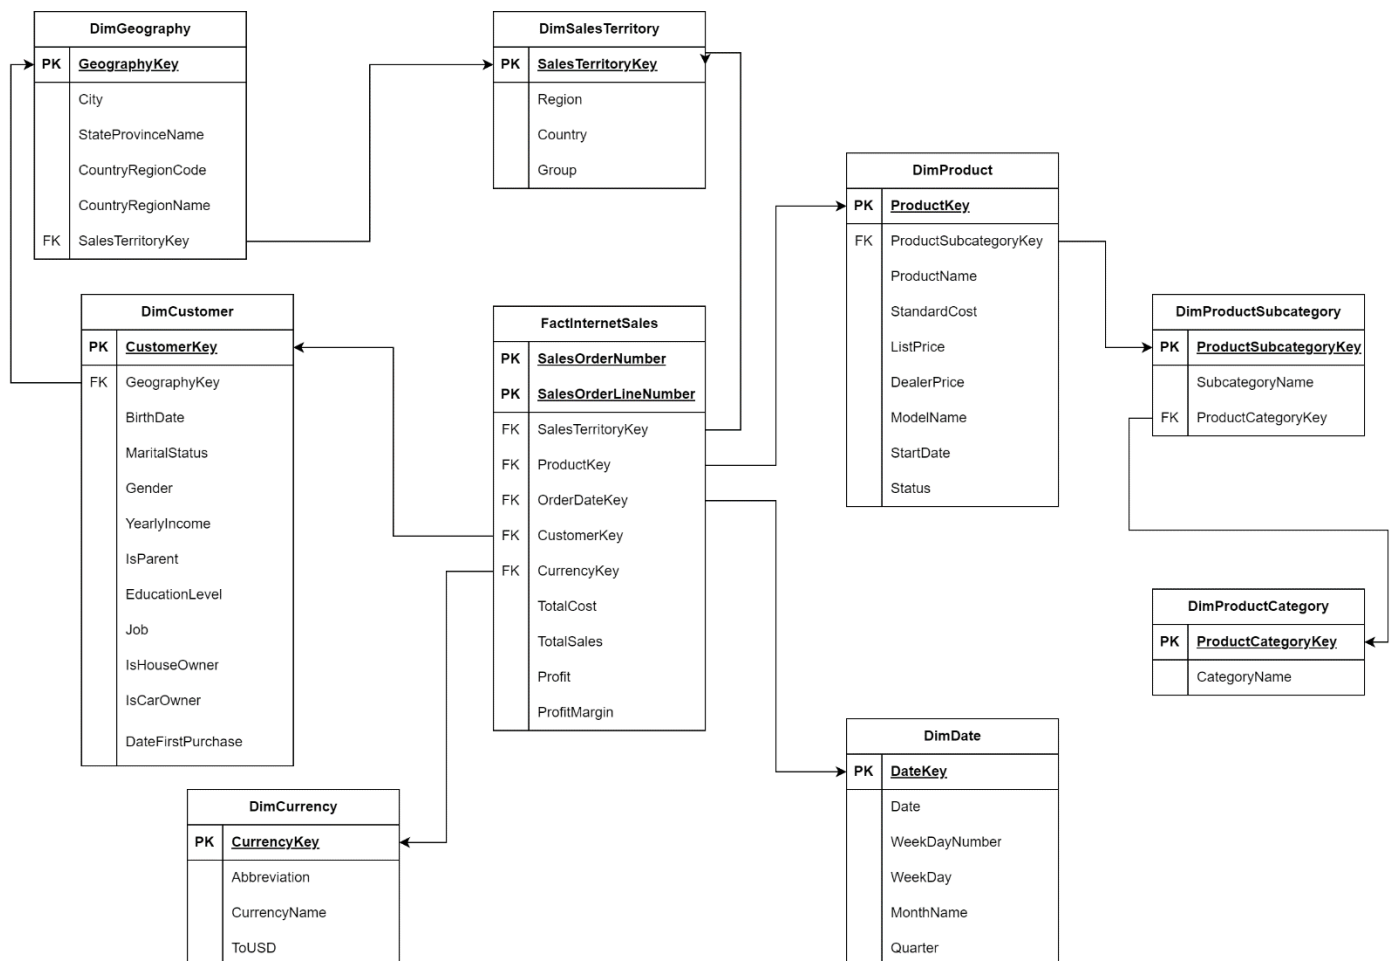 DimGeography
PK GeographyKey
City
StateProvinceName
CountryRegionCode
CountryRegionName
FK SalesTerritoryKey
DimSalesTerritory
PK SalesTerritoryKey
Region
Country
Group
DimProduct
PK ProductKey
FK ProductSubcategoryKey
ProductName
StandardCost
ListPrice
DealerPrice
ModelName
StartDate
Status
DimProductSubcategory
PK ProductSubcategoryKey
SubcategoryName
FK ProductCategoryKey
DimCustomer
PK CustomerKey
FK GeographyKey
BirthDate
MaritalStatus
Gender
YearlyIncome
IsParent
EducationLevel
Job
IsHouseOwner
IsCarOwner
DateFirstPurchase
FactInternetSales
PK SalesOrderNumber
PK SalesOrderLineNumber
FK SalesTerritoryKey
FK ProductKey
FK OrderDateKey
FK CustomerKey
FK CurrencyKey
TotalCost
TotalSales
Profit
ProfitMargin
DimProductCategory
PK ProductCategoryKey
CategoryName
DimCurrency
PK CurrencyKey
Abbreviation
CurrencyName
ToUSD
DimDate
PK DateKey
Date
WeekDayNumber
WeekDay
MonthName
Quarter